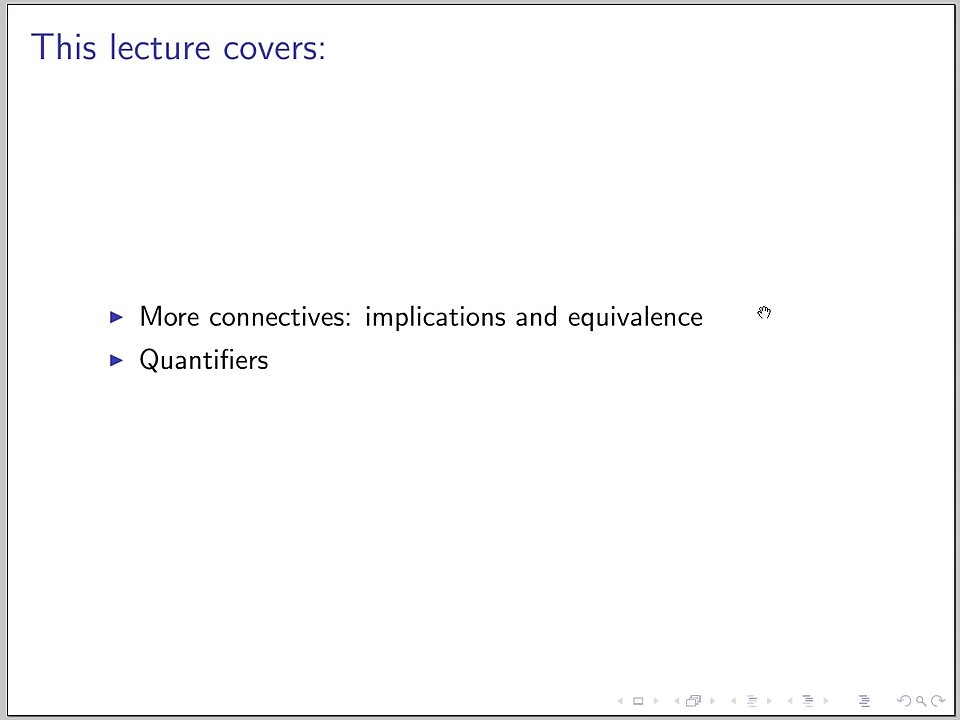 This lecture covers:
More connectives: implications and equivalence
Quantifiers